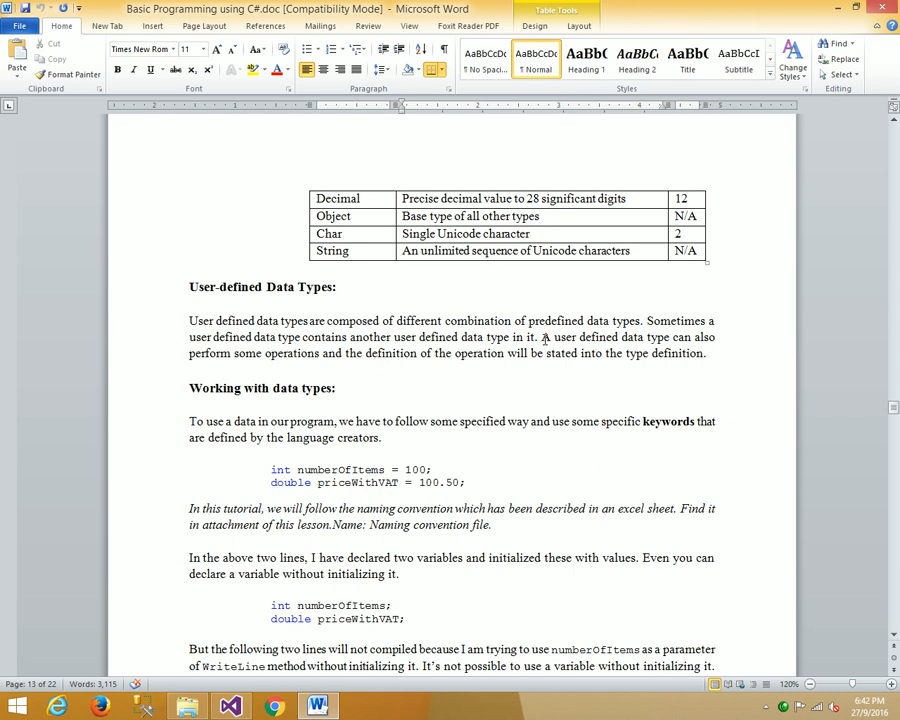 Basic Programming using C#.doc [Compatibility Mode] - Microsoft Word
Table Tools
File Home Insert Page Layout References Mailings Review View Foxit Reader PDF Design Layout
Paste Cut Copy Format Painter
Times New Rom 11
AaBbCcDc AaBbCcDc AaBbC AaBbCc AaBbC AaBbCcI
¶ No Spaci... ¶ Normal Heading 1 Heading 2 Title Subtitle
Change Styles
Find Replace Select
Clipboard Font Paragraph Styles Editing
2 1 1 2 3 4 5
Decimal Precise decimal value to 28 significant digits 12
Object Base type of all other types N/A
Char Single Unicode character 2
String An unlimited sequence of Unicode characters N/A
User-defined Data Types:
User defined data types are composed of different combination of predefined data types. Sometimes a
user defined data type contains another user defined data type in it. A user defined data type can also
perform some operations and the definition of the operation will be stated into the type definition.
Working with data types:
To use a data in our program, we have to follow some specified way and use some specific keywords that
are defined by the language creators.
int numberOfItems = 100;
double priceWithVAT = 100.50;
In this tutorial, we will follow the naming convention which has been described in an excel sheet. Find it
in attachment of this lesson.Name: Naming convention file.
In the above two lines, I have declared two variables and initialized these with values. Even you can
declare a variable without initializing it.
int numberOfItems;
double priceWithVAT;
But the following two lines will not compiled because I am trying to use numberOfItems as a parameter
of WriteLine method without initializing it. It's not possible to use a variable without initializing it.
Page: 13 of 22 Words: 3,115 120%
6:42 PM
27/9/2016